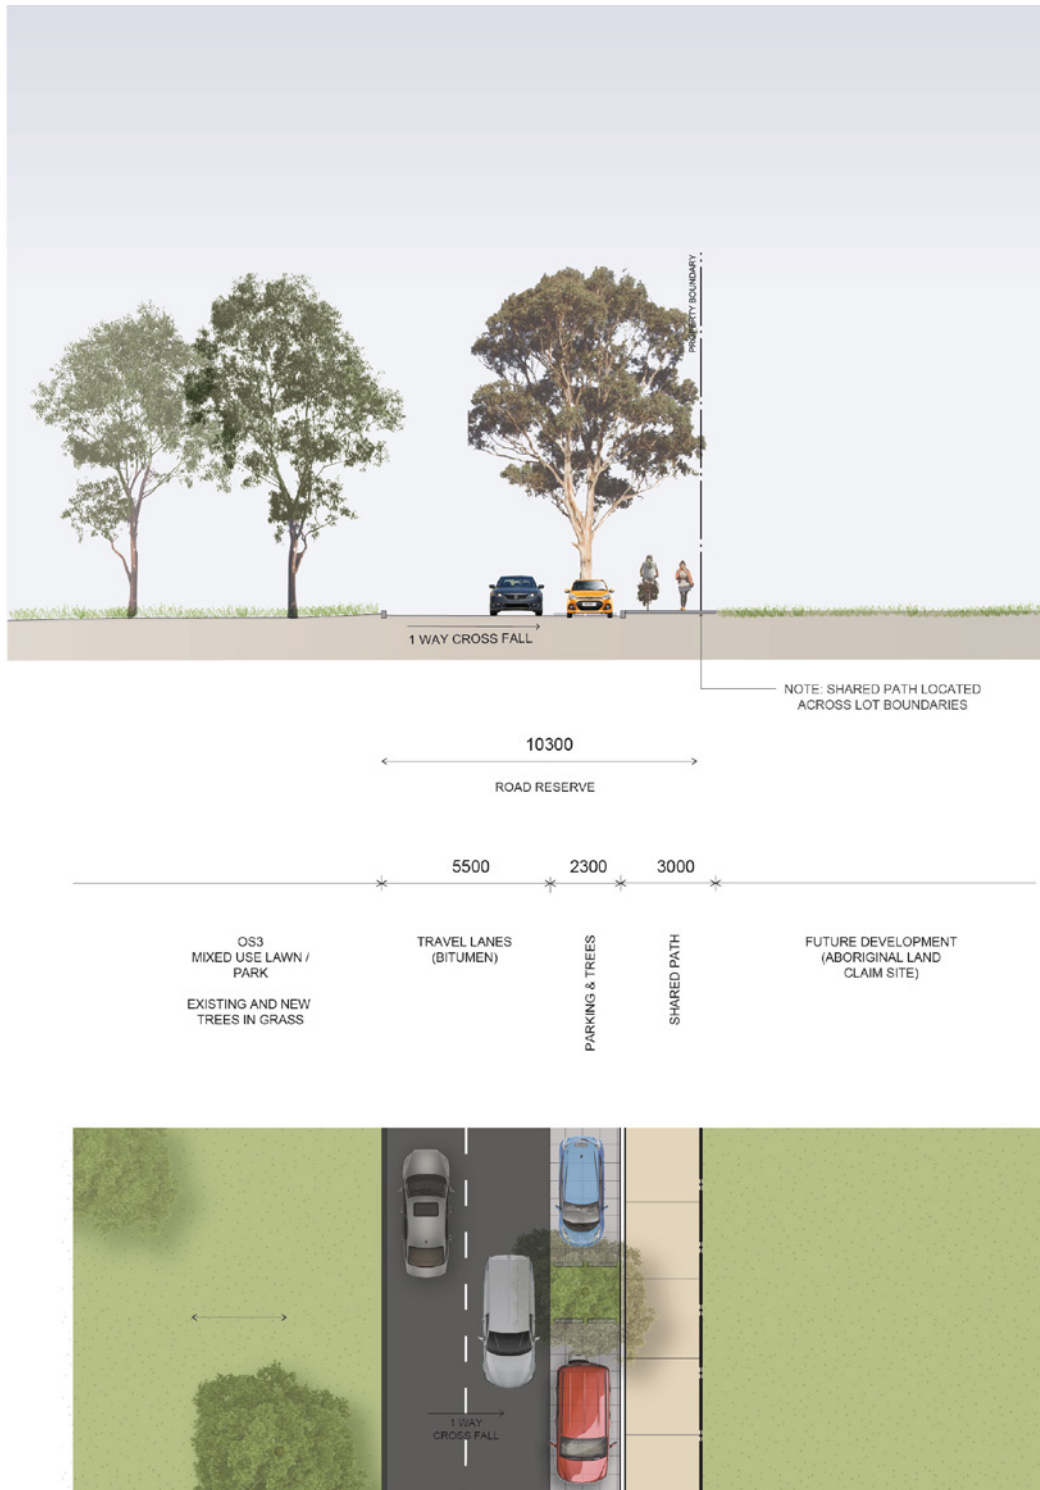 PROPERTY BOUNDARY
1 WAY CROSS FALL
NOTE: SHARED PATH LOCATED
ACROSS LOT BOUNDARIES
10300
ROAD RESERVE
5500
2300
3000
OS3
MIXED USE LAWN /
PARK
EXISTING AND NEW
TREES IN GRASS
TRAVEL LANES
(BITUMEN)
PARKING & TREES
SHARED PATH
FUTURE DEVELOPMENT
(ABORIGINAL LAND
CLAIM SITE)
1 WAY
CROSS FALL